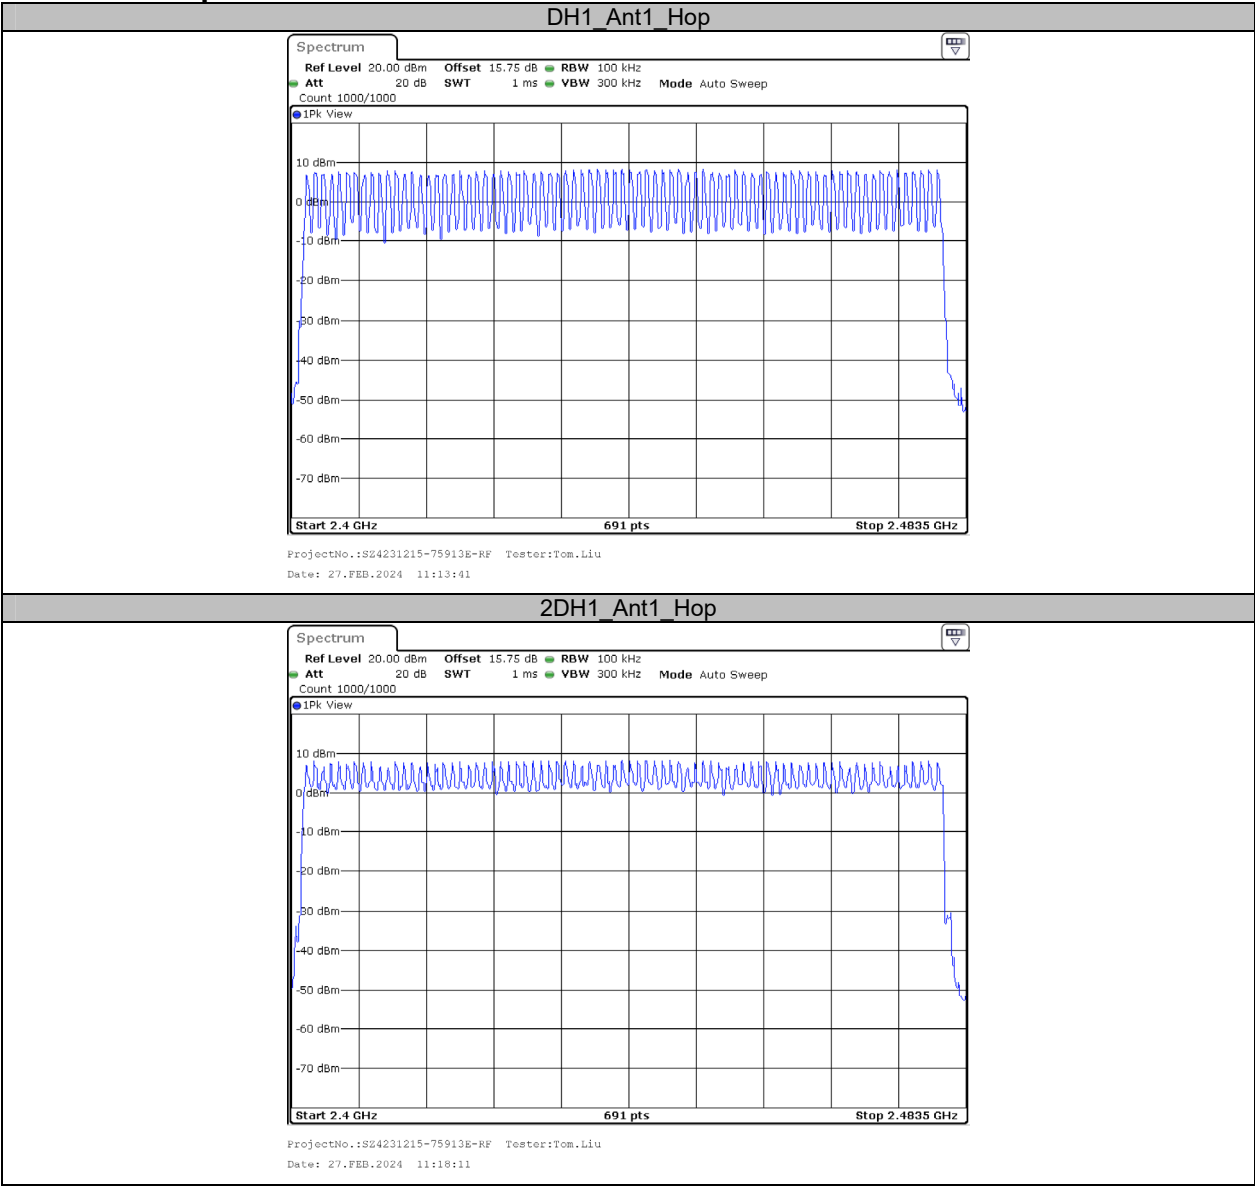 DH1_Ant1_Hop
Spectrum
Ref Level 20.00 dBm Offset 15.75 dB RBW 100 kHz
Att 20 dB SWT 1 ms VBW 300 kHz Mode Auto Sweep
Count 1000/1000
1Pk View
10 dBm
0 dBm
-10 dBm
-20 dBm
-30 dBm
-40 dBm
-50 dBm
-60 dBm
-70 dBm
Start 2.4 GHz 691 pts Stop 2.4835 GHz
ProjectNo.:SZ4231215-75913E-RF Tester:Tom.Liu
Date: 27.FEB.2024 11:13:41
2DH1_Ant1_Hop
Spectrum
Ref Level 20.00 dBm Offset 15.75 dB RBW 100 kHz
Att 20 dB SWT 1 ms VBW 300 kHz Mode Auto Sweep
Count 1000/1000
1Pk View
10 dBm
0 dBm
-10 dBm
-20 dBm
-30 dBm
-40 dBm
-50 dBm
-60 dBm
-70 dBm
Start 2.4 GHz 691 pts Stop 2.4835 GHz
ProjectNo.:SZ4231215-75913E-RF Tester:Tom.Liu
Date: 27.FEB.2024 11:18:11